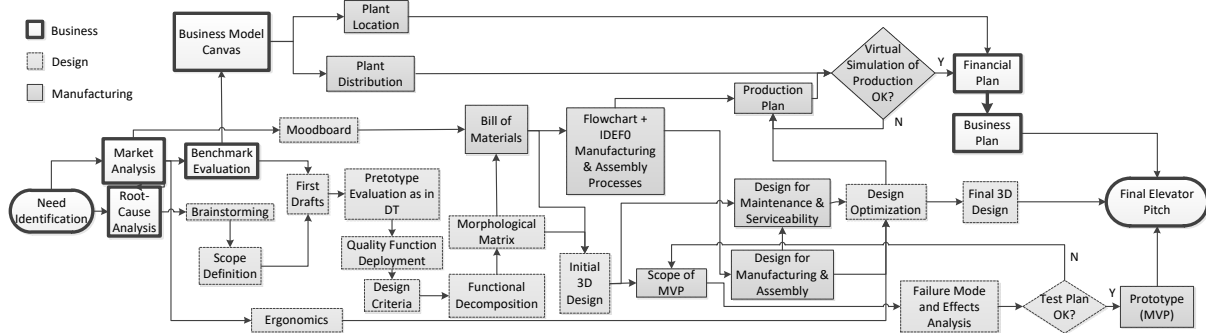 Business
Design
Manufacturing
Business Model
Canvas
Plant
Location
Plant
Distribution
Virtual
Simulation of
Production
OK?
Y
N
Financial
Plan
Business
Plan
Production
Plan
Moodboard
Bill of
Materials
Flowchart +
IDEF0
Manufacturing
& Assembly
Processes
Market
Analysis
Benchmark
Evaluation
Need
Identification
Root-
Cause
Analysis
Brainstorming
Scope
Definition
First
Drafts
Pretotype
Evaluation as in
DT
Quality Function
Deployment
Design
Criteria
Functional
Decomposition
Morphological
Matrix
Initial
3D
Design
Design for
Maintenance &
Serviceability
Design for
Manufacturing &
Assembly
Scope of
MVP
Design
Optimization
Final 3D
Design
Final Elevator
Pitch
Ergonomics
Failure Mode
and Effects
Analysis
Test Plan
OK?
N
Y
Prototype
(MVP)